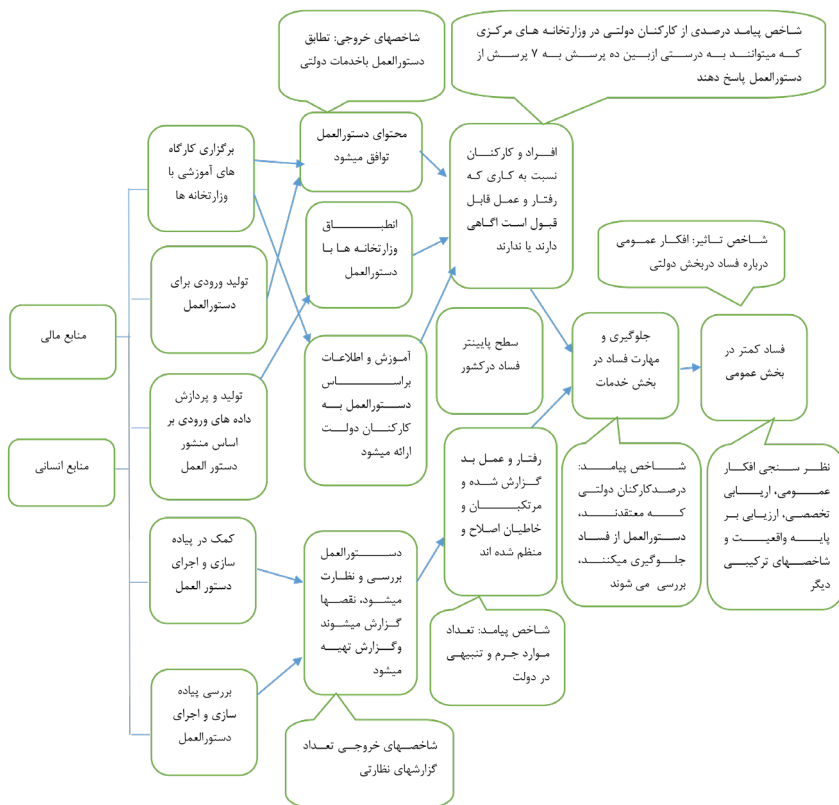 شاخص پیامد درصدی از کارکنان دولتی در وزارتخانه های مرکزی
که میتوانند به درستی ازبین ده پرسش به ۷ پرسش از
دستورالعمل پاسخ دهند
شاخصهای خروجی: تطابق
دستورالعمل باخدمات دولتی
منابع مالی
منابع انسانی
برگزاری کارگاه
های آموزشی با
وزارتخانه ها
تولید ورودی برای
دستورالعمل
تولید و پردازش
داده های ورودی بر
اساس منشور
دستور العمل
کمک در پیاده
سازی و اجرای
دستور العمل
بررسی پیاده
سازی و اجرای
دستورالعمل
محتوای دستورالعمل
توافق میشود
انطباق
وزارتخانه ها با
دستورالعمل
آموزش و اطلاعات
براساس
دستورالعمل به
کارکنان دولت
ارائه میشود
دستورالعمل
بررسی و نظارت
میشود، نقصها
گزارش میشوند
وگزارش تهیه
میشود
شاخصهای خروجی تعداد
گزارشهای نظارتی
افراد و کارکنان
نسبت به کاری که
رفتار و عمل قابل
قبول است اگاهی
دارند یا ندارند
سطح پایینتر
فساد درکشور
رفتار و عمل بد
گزارش شده و
مرتکبان و
خاطیان اصلاح و
منظم شده اند
شاخص پیامد: تعداد
موارد جرم و تنبیهی
در دولت
جلوگیری و
مهارت فساد در
بخش خدمات
شاخص پیامد:
درصدکارکنان دولتی
که معتقدند،
دستورالعمل از فساد
جلوگیری میکنند،
بررسی می شوند
شاخص تاثیر: افکار عمومی
درباره فساد دربخش دولتی
فساد کمتر در
بخش عمومی
نظر سنجی افکار
عمومی، اریابی
تخصصی، ارزیابی بر
پایه واقعیت و
شاخصهای ترکیبی
دیگر